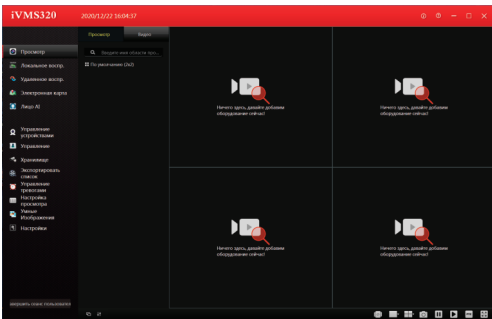 iVMS320
2020/12/22 16:04:37
Просмотр
Видео
Введите имя области про...
По умолчанию (All)
Просмотр
Локальное воспр.
Удаленное воспр.
Электронная карта
Лицо AI
Управление
устройствами
Управление
Хранилище
Экспортировать
список
Управление
тревогами
Настройка
просмотра
Умные
Изображения
Настройки
Ничего здесь, давайте добавим
оборудование сейчас!
Ничего здесь, давайте добавим
оборудование сейчас!
Ничего здесь, давайте добавим
оборудование сейчас!
Ничего здесь, давайте добавим
оборудование сейчас!